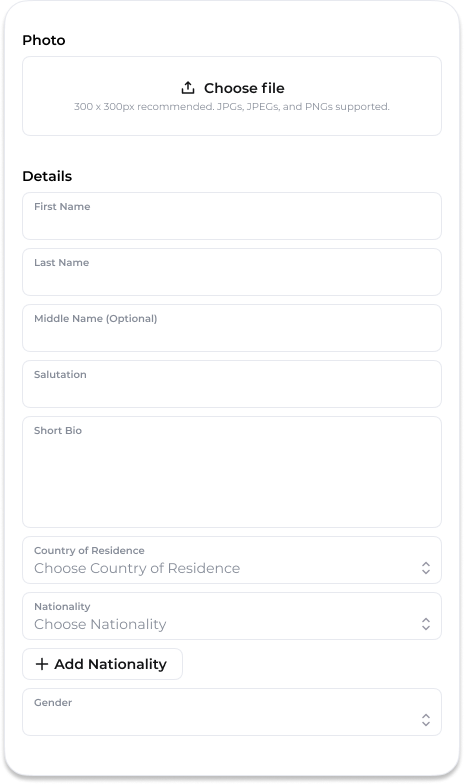 Photo
Choose file
300 x 300px recommended. JPGs, JPEGs, and PNGs supported.
Details
First Name
Last Name
Middle Name (Optional)
Salutation
Short Bio
Country of Residence
Choose Country of Residence
Nationality
Choose Nationality
+ Add Nationality
Gender